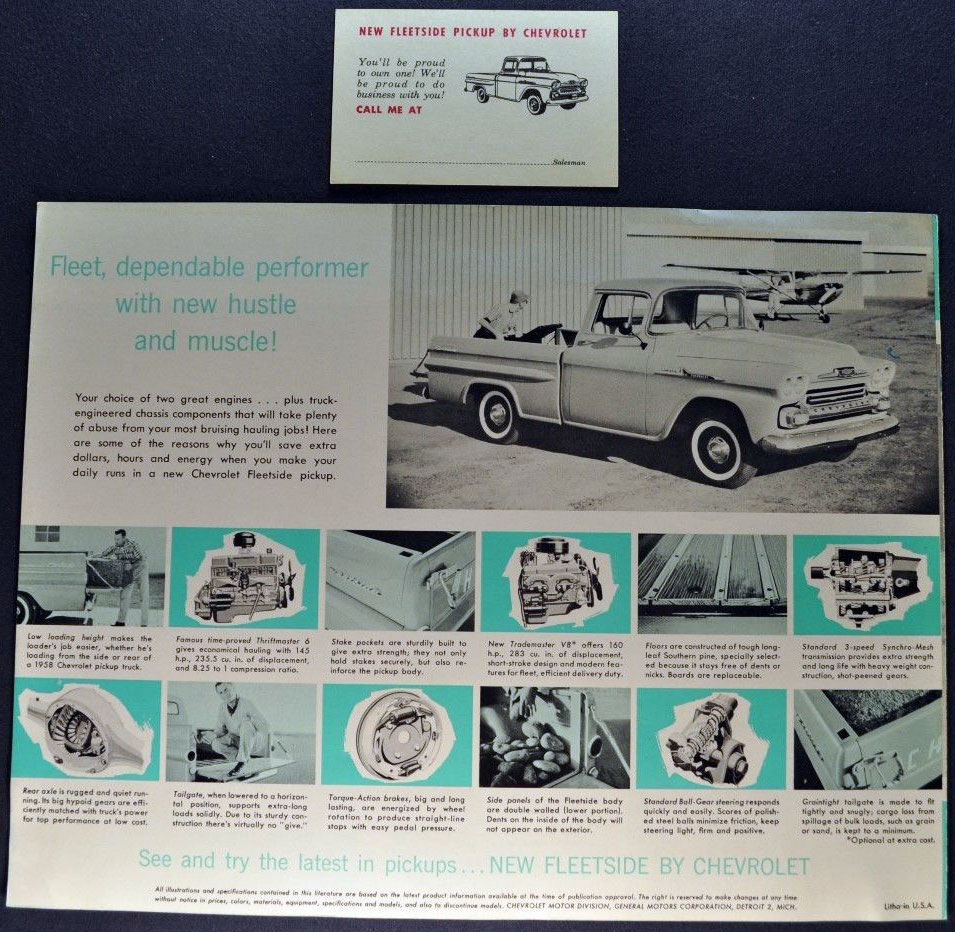 NEW FLEETSIDE PICKUP BY CHEVROLET
You'll be proud
to own one! We'll
be proud to do
business with you!
CALL ME AT
Salesman
Fleet, dependable performer
with new hustle
and muscle!
Your choice of two great engines . . . plus truck-
engineered chassis components that will take plenty
of abuse from your most bruising hauling jobs! Here
are some of the reasons why you'll save extra
dollars, hours and energy when you make your
daily runs in a new Chevrolet Fleetside pickup.
CHEVROLET
Low loading height makes the
loader's job easier, whether he's
loading from the side or rear of
a 1958 Chevrolet pickup truck.
Famous time-proved Thriftmaster 6
gives economical hauling with 145
h.p., 235.5 cu. in. of displacement,
and 8.25 to 1 compression ratio.
Stake pockets are sturdily built to
give extra strength; they not only
hold stakes securely, but also re-
inforce the pickup body.
New Trademaster V8* offers 160
h.p., 283 cu. in. of displacement,
short-stroke design and modern fea-
tures for fleet, efficient delivery duty.
Floors are constructed of tough long-
leaf Southern pine, specially select-
ed because it stays free of dents or
nicks. Boards are replaceable.
Standard 3-speed Synchro-Mesh
transmission provides extra strength
and long life with heavy weight con-
struction, shot-peened gears.
Rear axle is rugged and quiet run-
ning. Its big hypoid gears are effi-
ciently matched with truck's power
for top performance at low cost.
Tailgate, when lowered to a horizon-
tal position, supports extra-long
loads solidly. Due to its sturdy con-
struction there's virtually no "give."
Torque-Action brakes, big and long
lasting, are energized by wheel
rotation to produce straight-line
stops with easy pedal pressure.
Side panels of the Fleetside body
are double walled (lower portion).
Dents on the inside of the body will
not appear on the exterior.
Standard Ball-Gear steering responds
quickly and easily. Scores of polish-
ed steel balls minimize friction, keep
steering light, firm and positive.
CH
Graintight tailgate is made to fit
tightly and snugly; cargo loss from
spillage of bulk loads, such as grain
or sand, is kept to a minimum.
*Optional at extra cost.
See and try the latest in pickups...NEW FLEETSIDE BY CHEVROLET
All illustrations and specifications contained in this literature are based on the latest product information available at the time of publication approval. The right is reserved to make changes at any time
without notice in prices, colors, materials, equipment, specifications and models, and also to discontinue models. CHEVROLET MOTOR DIVISION, GENERAL MOTORS CORPORATION, DETROIT 2, MICH.
Litho in U.S.A.